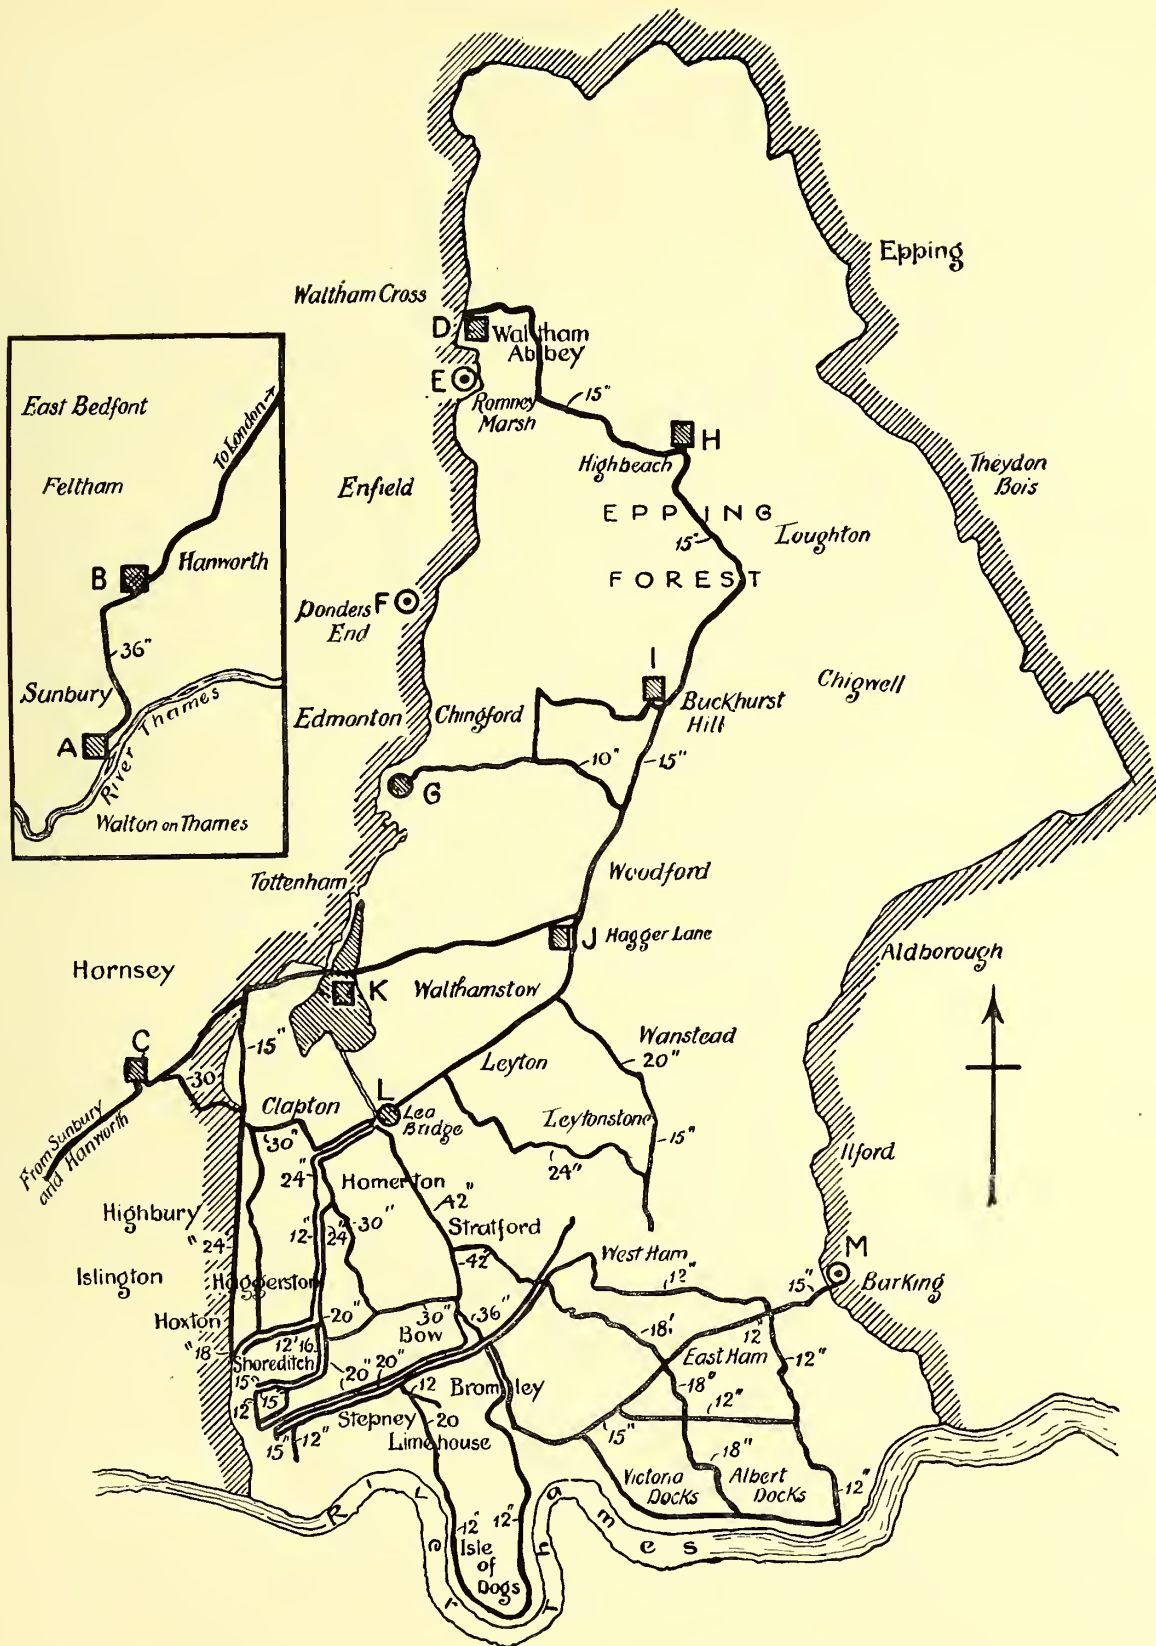 Epping
Waltham Cross
D
Waltham
Abbey
E
Romney
Marsh
15"
H
Highbeach
Theydon
Bois
East Bedfont
To London
Feltham
B
Hanworth
36"
Sunbury
A
River Thames
Walton on Thames
Enfield
EPPING
15"
Loughton
FOREST
Ponders
End
F
I
Chigwell
Edmonton
Chingford
Buckhurst
Hill
10"
15"
G
Woodford
Tottenham
J
Hagger Lane
Aldborough
Hornsey
K
Walthamstow
C
15"
30
Wanstead
20"
Leyton
L
Clapton
Lea
Bridge
Leytonstone
15"
From Sunbury
and Hanworth
30"
24"
24"
Ilford
Homerton
42"
Highbury
12"
24"
30"
Stratford
"24
42"
West Ham
M
Islington
Haggerston
12"
15"
Barking
Hoxton
20"
30"
36"
18'
12"
"18
12'
16
Bow
East Ham
12"
Shoreditch
20"
20"
18"
15"
12
Bromley
12"
12"
15"
Stepney
20
15"
12"
Limehouse
15"
18"
Victoria
Docks
Albert
Docks
12"
12"
12"
Isle
of
Dogs
River Thames